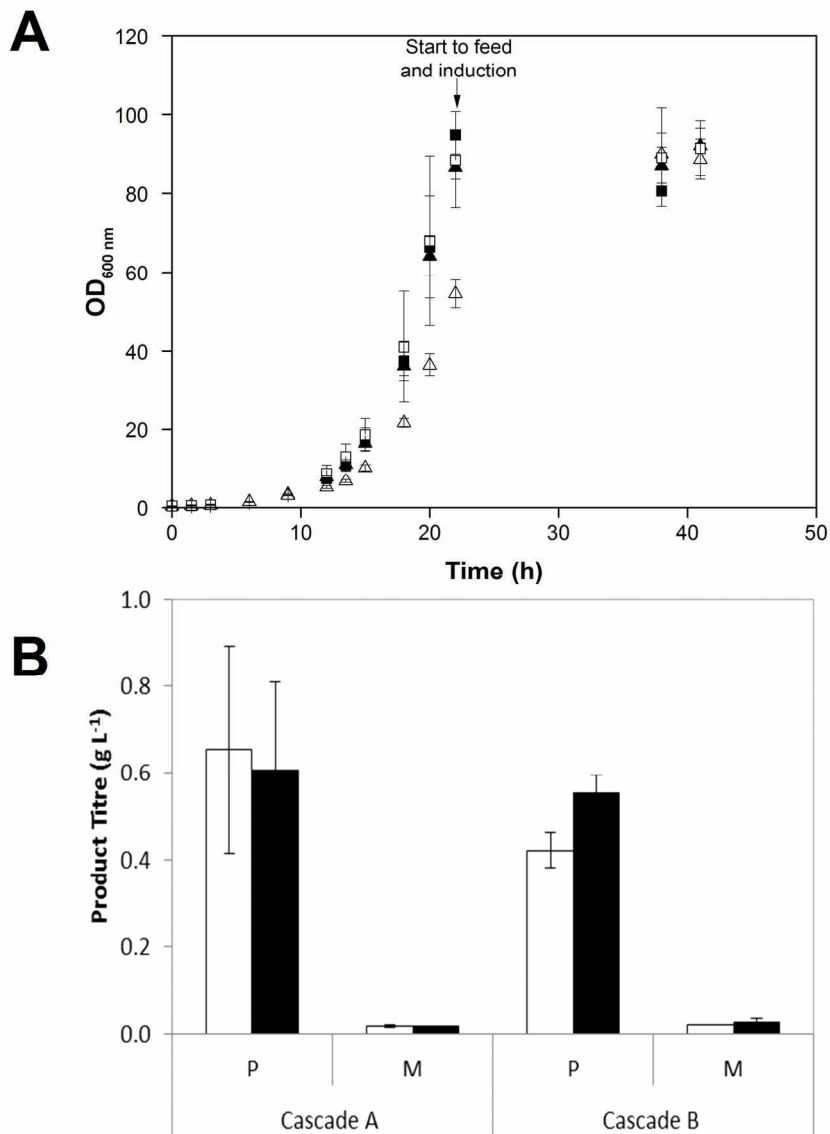 A
120
100
80
60
40
20
0
OD600 nm
Start to feed
and induction
0 10 20 30 40 50
Time (h)
B
1.0
0.8
0.6
0.4
0.2
0.0
Product Titre (g L-1)
P M P M
Cascade A Cascade B